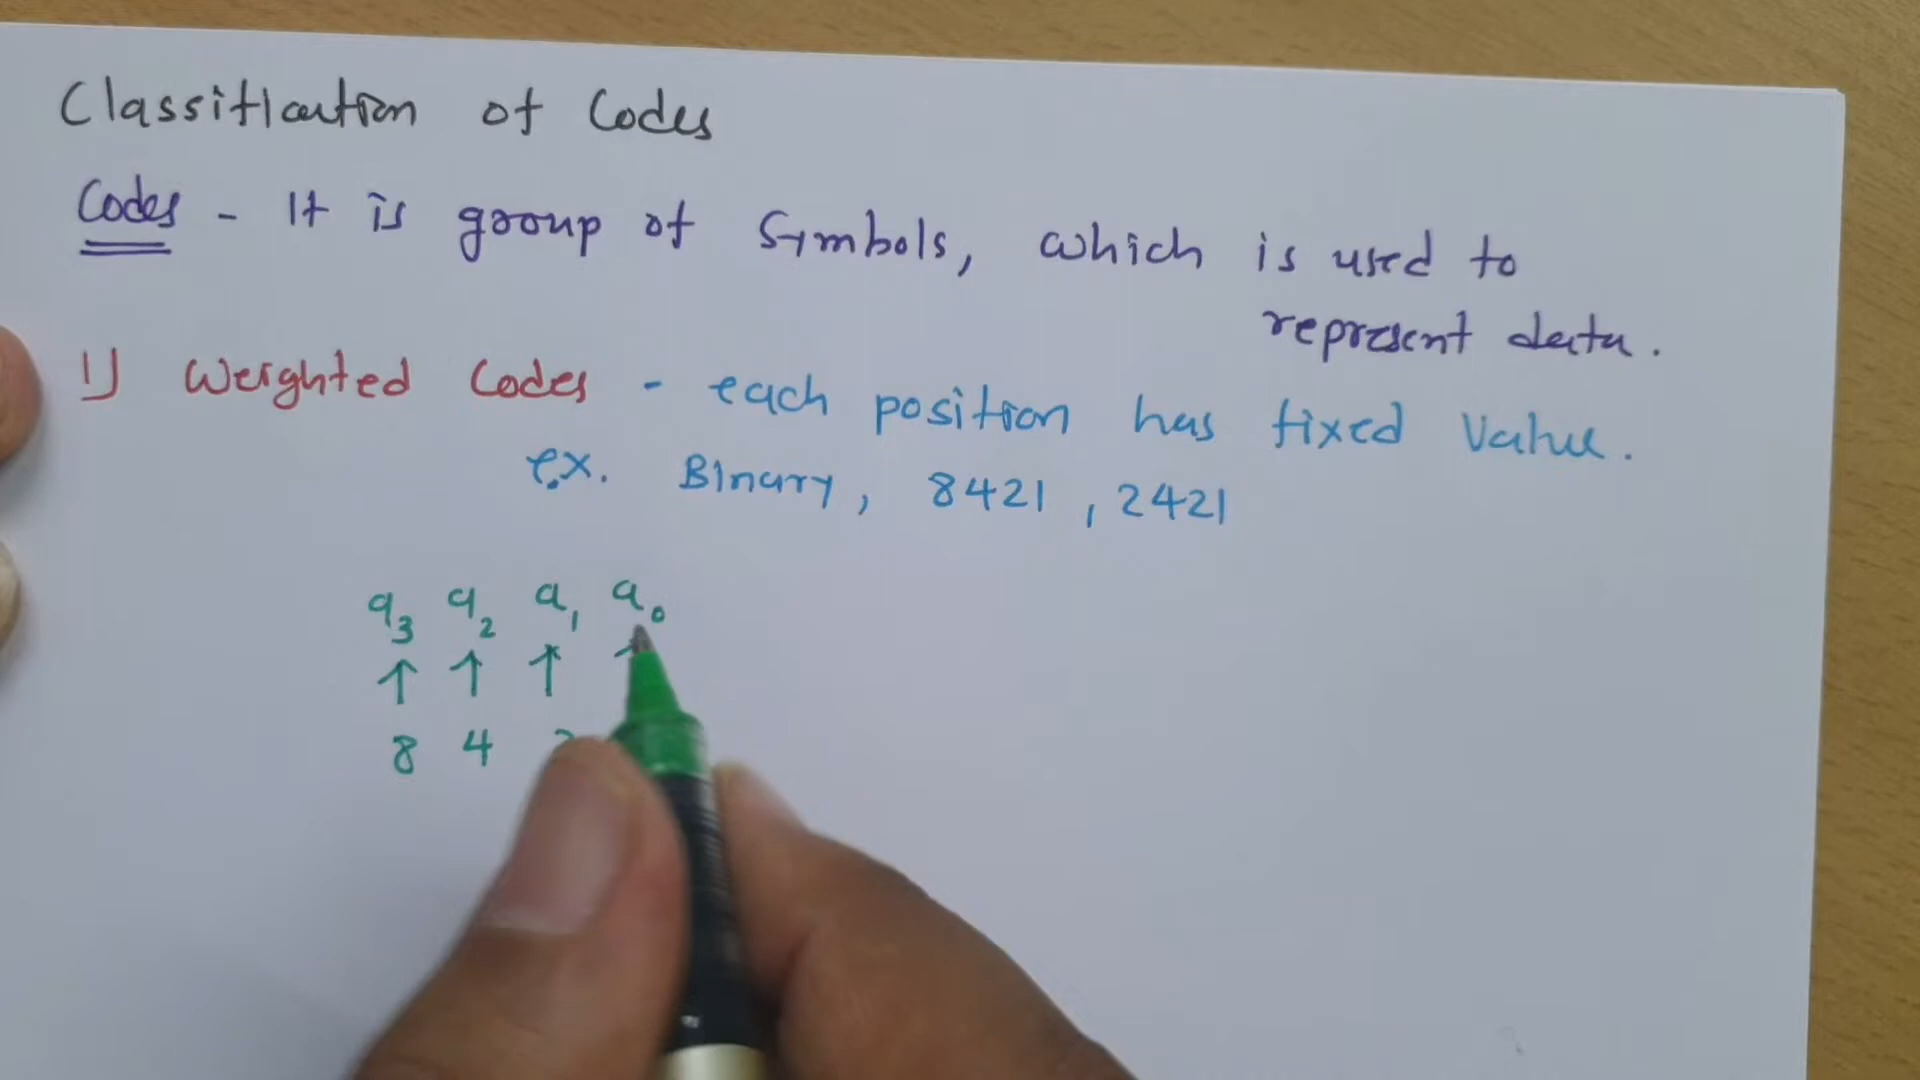 Classification of Codes
Codes - It is group of Symbols, which is used to
represent data.
1) Weighted Codes - each position has fixed Value.
ex. Binary, 8421, 2421
a3 a2 a1 a0
↑ ↑ ↑ ↑
8 4